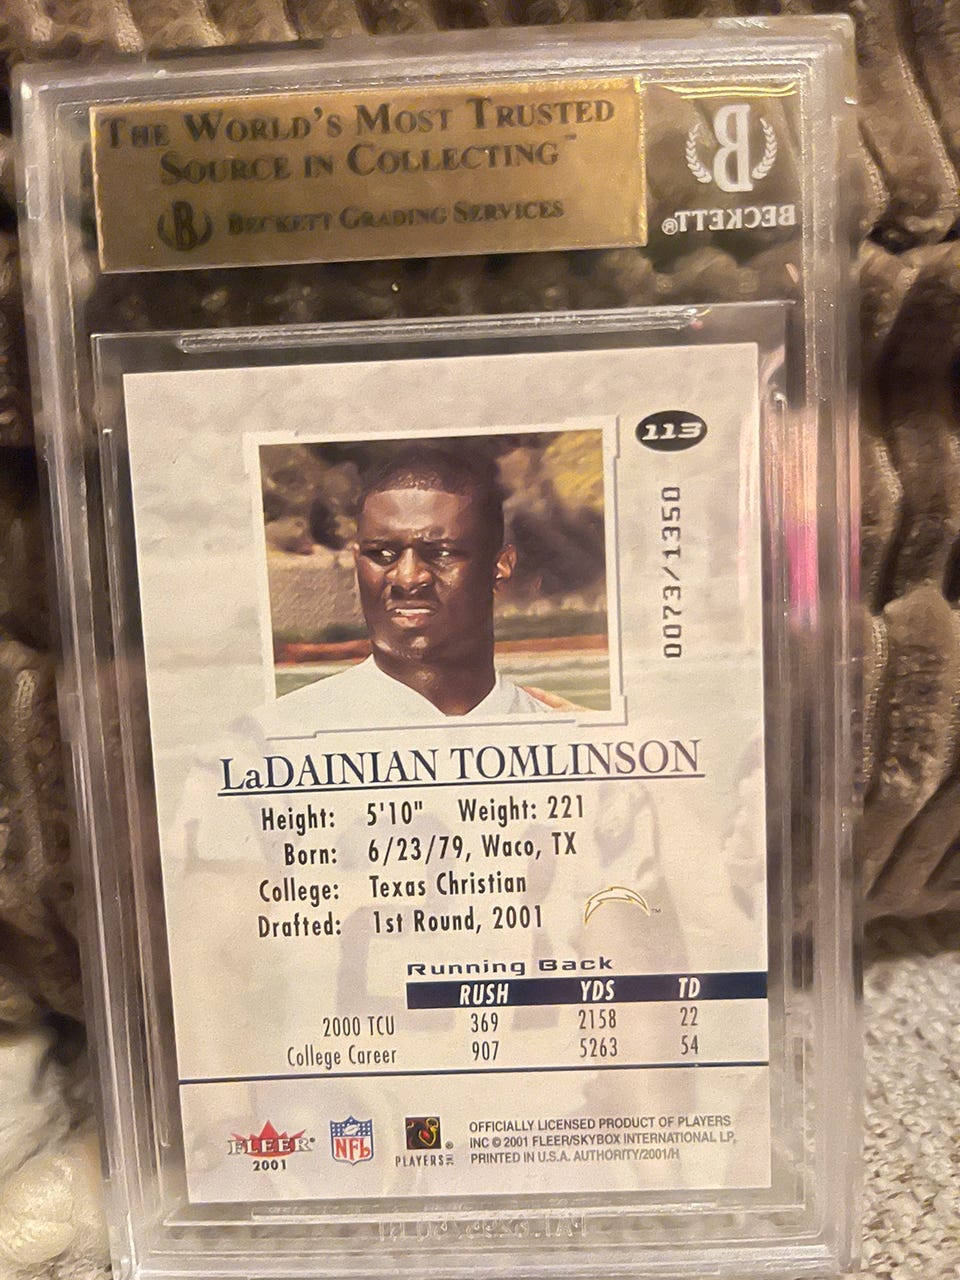 THE WORLD'S MOST TRUSTED
SOURCE IN COLLECTING™
B BECKETT GRADING SERVICES
B
BECKETT®
113
0073/1350
LaDAINIAN TOMLINSON
Height: 5'10" Weight: 221
Born: 6/23/79, Waco, TX
College: Texas Christian
Drafted: 1st Round, 2001
™
Running Back
RUSH YDS TD
2000 TCU 369 2158 22
College Career 907 5263 54
FLEER®
2001
NFL
PLAYERS INC ®
OFFICIALLY LICENSED PRODUCT OF PLAYERS
INC © 2001 FLEER/SKYBOX INTERNATIONAL LP,
PRINTED IN U.S.A. AUTHORITY/2001/H